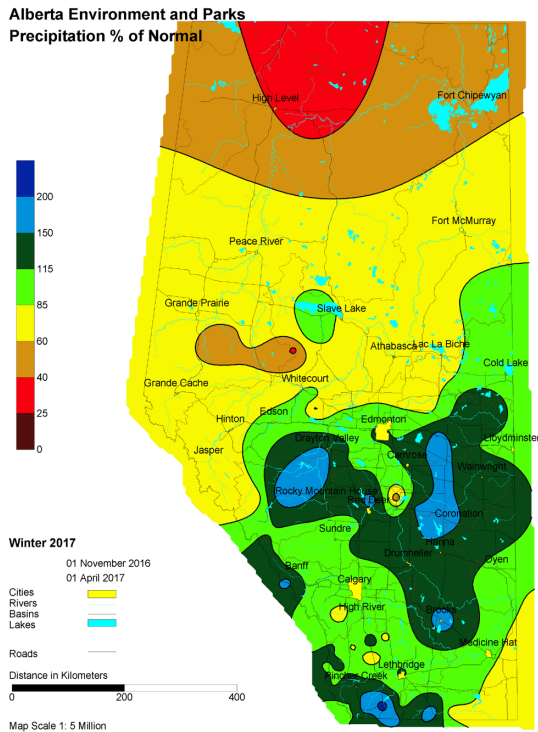 Alberta Environment and Parks
Precipitation % of Normal
High Level
Fort Chipewyan
200
Fort McMurray
150
Peace River
115
85
Grande Prairie
Slave Lake
60
Athabasca
Lac La Biche
Cold Lake
40
Whitecourt
Grande Cache
25
Edson
Hinton
Edmonton
0
Drayton Valley
Lloydminster
Jasper
Camrose
Wainwright
Rocky Mountain House
Red Deer
Coronation
Sundre
Winter 2017
Hanna
Drumheller
Oyen
01 November 2016
Banff
01 April 2017
Calgary
Cities
Rivers
High River
Basins
Brooks
Lakes
Medicine Hat
Roads
Lethbridge
Distance in Kilometers
Pincher Creek
0 200 400
Map Scale 1: 5 Million